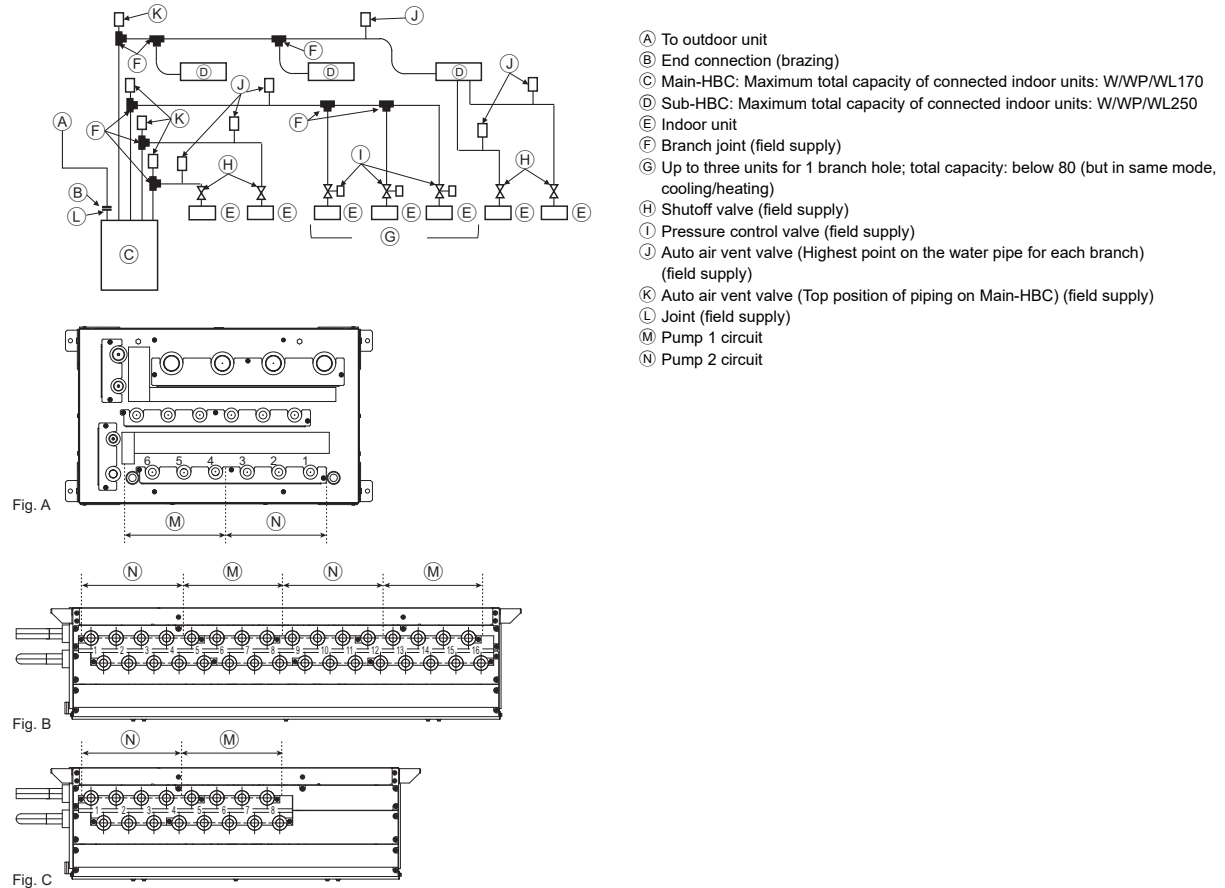 K
J
F
F
D
D
D
J
J
K
F
F
A
H
I
H
B
L
E
E
E
E
E
E
E
G
C
A To outdoor unit
B End connection (brazing)
C Main-HBC: Maximum total capacity of connected indoor units: W/WP/WL170
D Sub-HBC: Maximum total capacity of connected indoor units: W/WP/WL250
E Indoor unit
F Branch joint (field supply)
G Up to three units for 1 branch hole; total capacity: below 80 (but in same mode,
cooling/heating)
H Shutoff valve (field supply)
I Pressure control valve (field supply)
J Auto air vent valve (Highest point on the water pipe for each branch)
(field supply)
K Auto air vent valve (Top position of piping on Main-HBC) (field supply)
L Joint (field supply)
M Pump 1 circuit
N Pump 2 circuit
6 5 4 3 2 1
Fig. A
M N
N M N M
1 2 3 4 5 6 7 8 9 10 11 12 13 14 15 16
Fig. B
N M
1 2 3 4 5 6 7 8
Fig. C